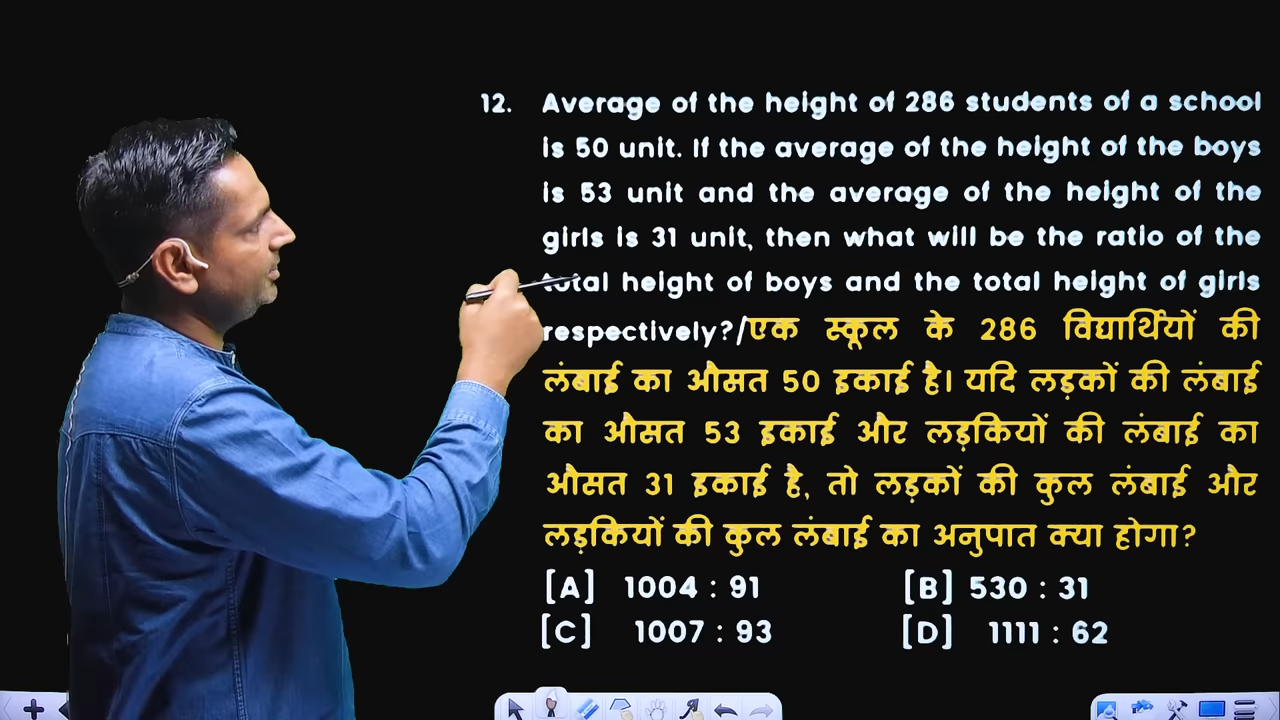 12. Average of the height of 286 students of a school
is 50 unit. If the average of the height of the boys
is 53 unit and the average of the height of the
girls is 31 unit, then what will be the ratio of the
total height of boys and the total height of girls
respectively?/एक स्कूल के 286 विद्यार्थियों की
लंबाई का औसत 50 इकाई है। यदि लड़कों की लंबाई
का औसत 53 इकाई और लड़कियों की लंबाई का
औसत 31 इकाई है, तो लड़कों की कुल लंबाई और
लड़कियों की कुल लंबाई का अनुपात क्या होगा?
[A] 1004 : 91 [B] 530 : 31
[C] 1007 : 93 [D] 1111 : 62